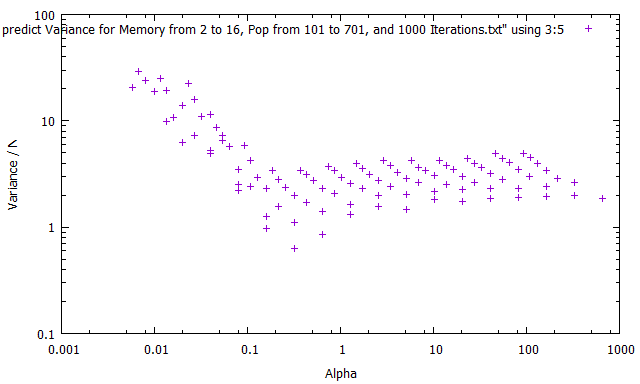 100
predict Variance for Memory from 2 to 16, Pop from 101 to 701, and 1000 Iterations.txt" using 3:5
10
Variance / N
1
0.1
0.001 0.01 0.1 1 10 100 1000
Alpha